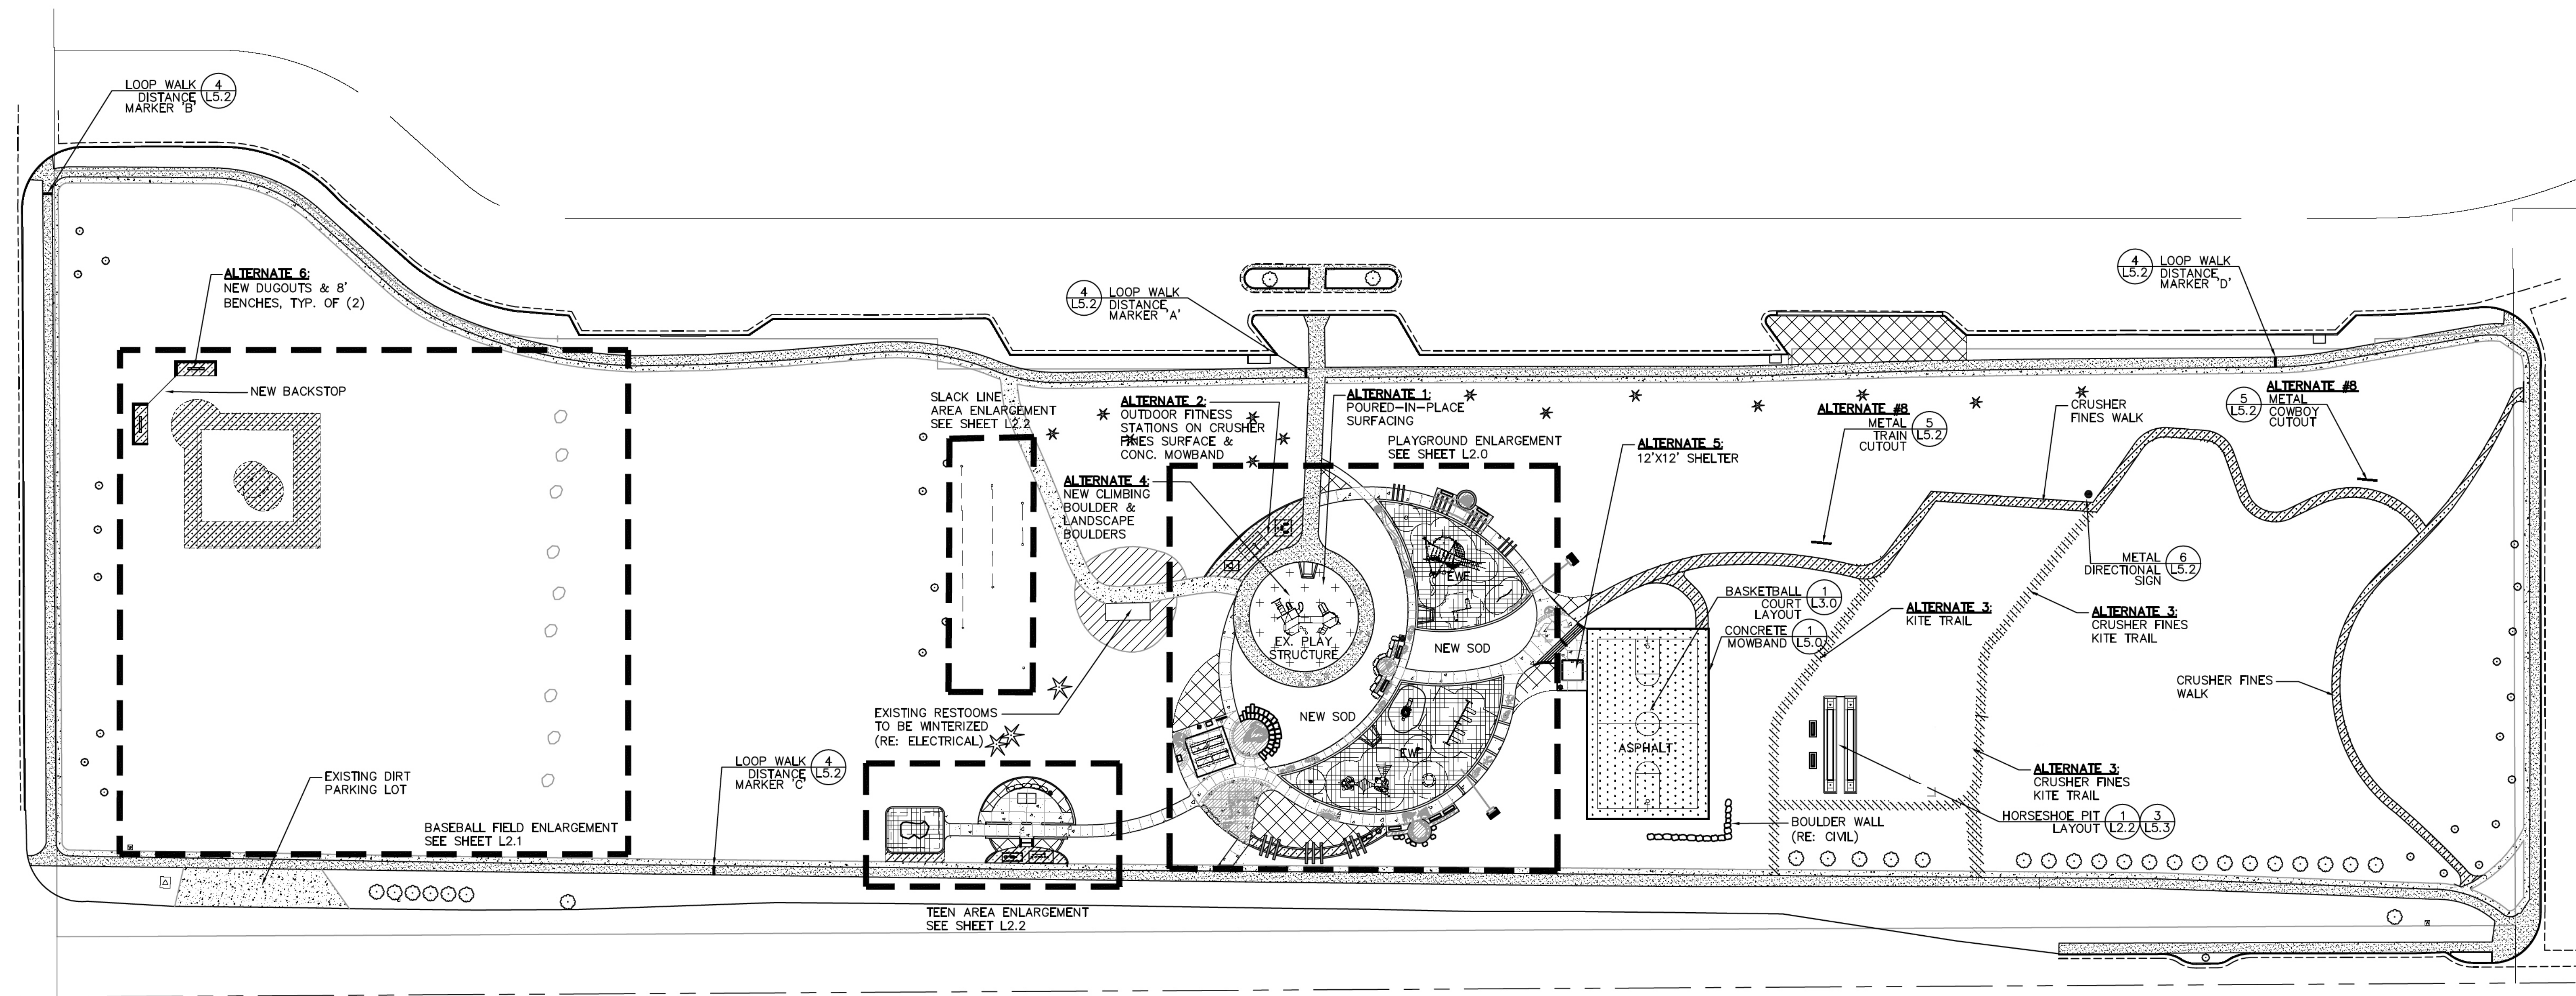 LOOP WALK
DISTANCE
MARKER 'B'
4
L5.2
ALTERNATE 6:
NEW DUGOUTS & 8'
BENCHES, TYP. OF (2)
NEW BACKSTOP
EXISTING DIRT
PARKING LOT
BASEBALL FIELD ENLARGEMENT
SEE SHEET L2.1
LOOP WALK
DISTANCE
MARKER 'C'
4
L5.2
SLACK LINE
AREA ENLARGEMENT
SEE SHEET L2.2
EXISTING RESTOOMS
TO BE WINTERIZED
(RE: ELECTRICAL)
TEEN AREA ENLARGEMENT
SEE SHEET L2.2
4
L5.2
LOOP WALK
DISTANCE
MARKER 'A'
ALTERNATE 2:
OUTDOOR FITNESS
STATIONS ON CRUSHER
FINES SURFACE &
CONC. MOWBAND
ALTERNATE 4:
NEW CLIMBING
BOULDER &
LANDSCAPE
BOULDERS
ALTERNATE 1:
POURED-IN-PLACE
SURFACING
PLAYGROUND ENLARGEMENT
SEE SHEET L2.0
EWF
EX. PLAY
STRUCTURE
NEW SOD
NEW SOD
EWF
ALTERNATE 5:
12'X12' SHELTER
BASKETBALL
COURT
LAYOUT
1
L3.0
CONCRETE
MOWBAND
1
L5.0
ASPHALT
BOULDER WALL
(RE: CIVIL)
ALTERNATE #8
METAL
TRAIN
CUTOUT
5
L5.2
ALTERNATE 3:
KITE TRAIL
CRUSHER
FINES WALK
4
L5.2
LOOP WALK
DISTANCE
MARKER 'D'
5
L5.2
ALTERNATE #8
METAL
COWBOY
CUTOUT
METAL
DIRECTIONAL
SIGN
6
L5.2
ALTERNATE 3:
CRUSHER FINES
KITE TRAIL
CRUSHER FINES
WALK
ALTERNATE 3:
CRUSHER FINES
KITE TRAIL
HORSESHOE PIT
LAYOUT
1
L2.2
3
L5.3